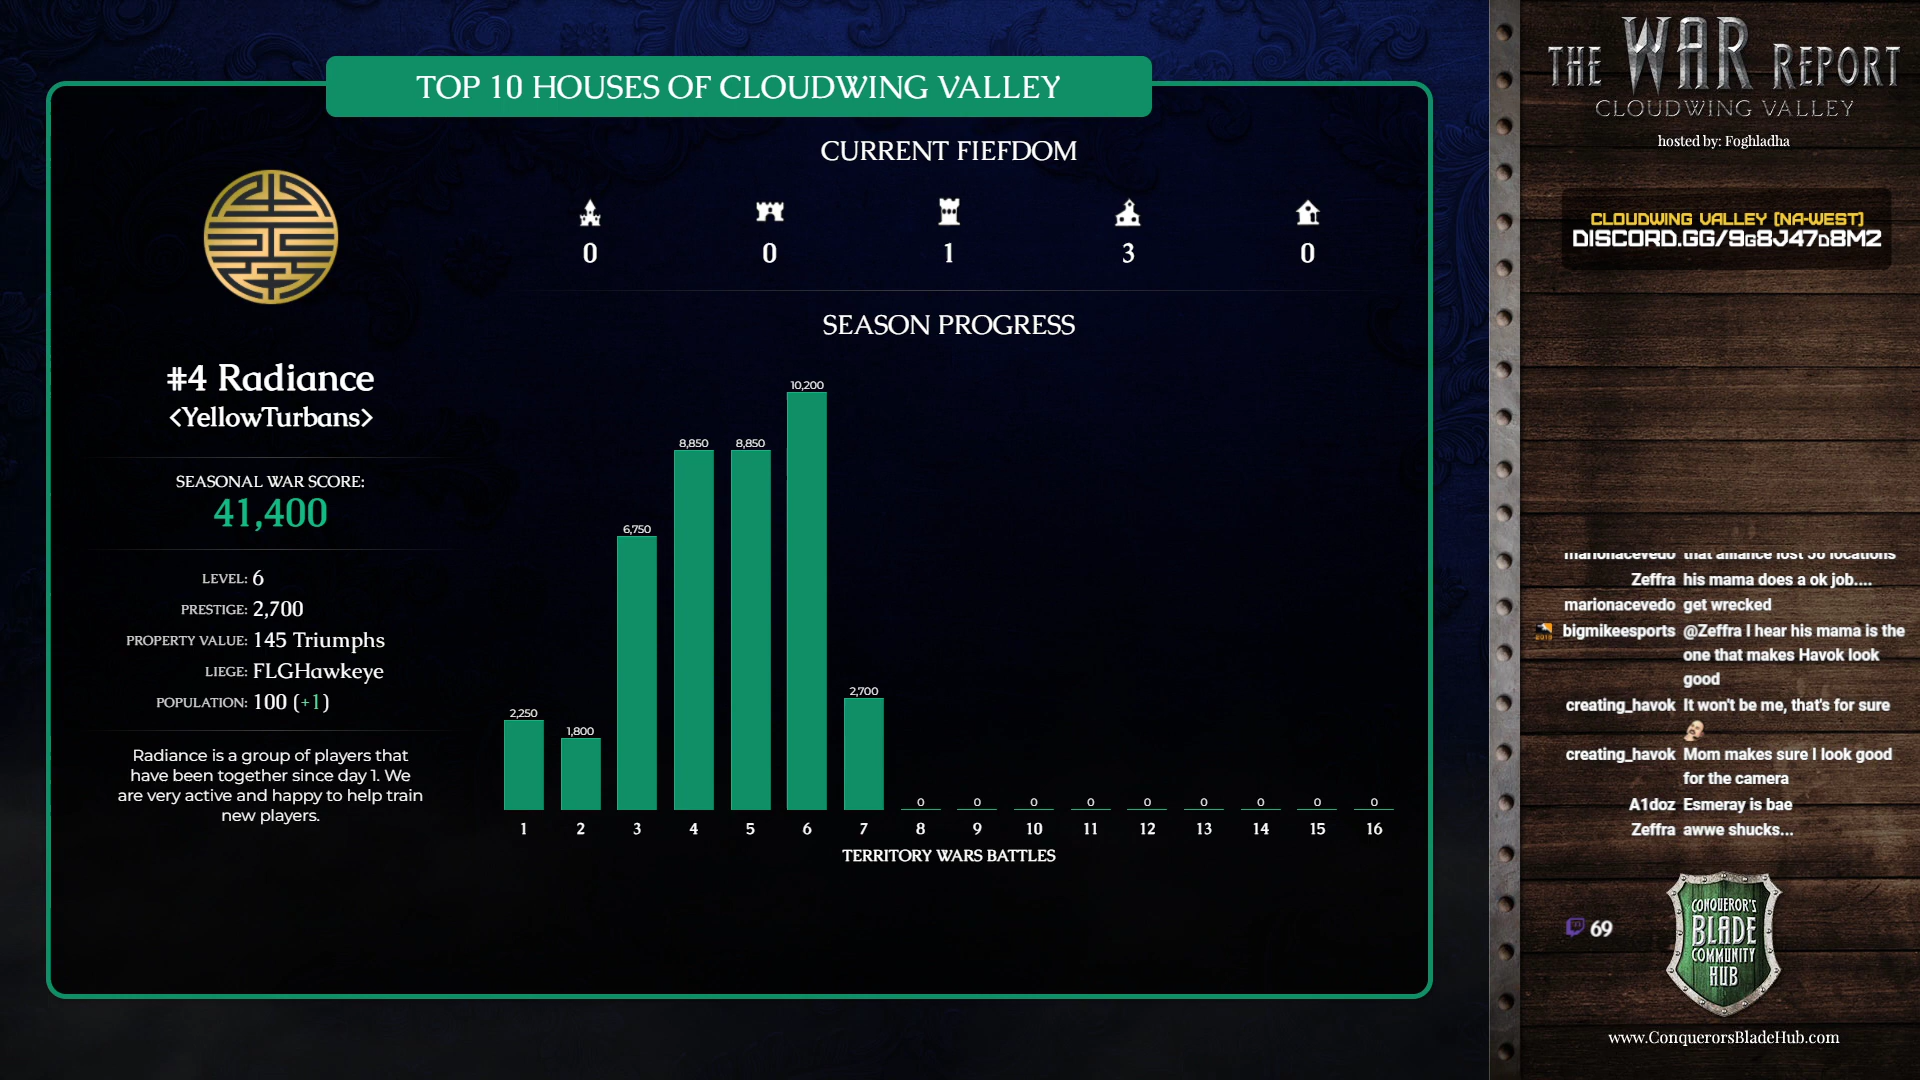 TOP 10 HOUSES OF CLOUDWING VALLEY
CURRENT FIEFDOM
0 0 1 3 0
#4 Radiance
<YellowTurbans>
SEASONAL WAR SCORE:
41,400
LEVEL: 6
PRESTIGE: 2,700
PROPERTY VALUE: 145 Triumphs
LIEGE: FLGHawkeye
POPULATION: 100 (+1)
Radiance is a group of players that
have been together since day 1. We
are very active and happy to help train
new players.
SEASON PROGRESS
2,250 1,800 6,750 8,850 8,850 10,200 2,700 0 0 0 0 0 0 0 0 0
1 2 3 4 5 6 7 8 9 10 11 12 13 14 15 16
TERRITORY WARS BATTLES
THE WAR REPORT
CLOUDWING VALLEY
hosted by: Foghladha
CLOUDWING VALLEY (NA-WEST)
DISCORD.GG/9G8J47D8M2
marionacevedo that alliance lost 36 locations
Zeffra his mama does a ok job....
marionacevedo get wrecked
bigmikeesports @Zeffra I hear his mama is the
one that makes Havok look
good
creating_havok It won't be me, that's for sure
creating_havok Mom makes sure I look good
for the camera
A1doz Esmeray is bae
Zeffra awwe shucks...
69
CONQUEROR'S
BLADE
COMMUNITY
HUB
www.ConquerorsBladeHub.com